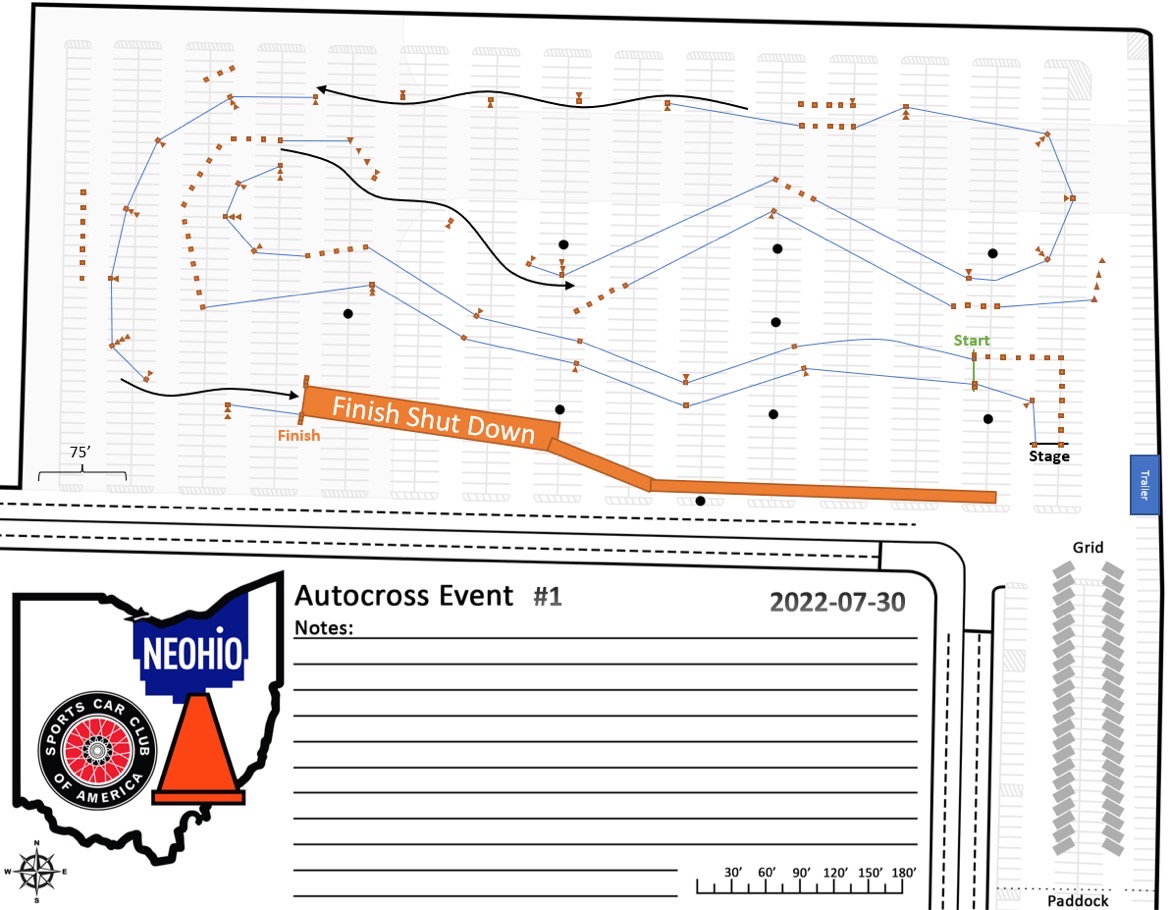 Start
Finish Shut Down
Finish
75’
Stage
Trailer
Grid
Autocross Event #1 2022-07-30
Notes:
NEOHiO
SPORTS CAR CLUB
OF AMERICA
N
W E
S
30’ 60’ 90’ 120’ 150’ 180’
Paddock